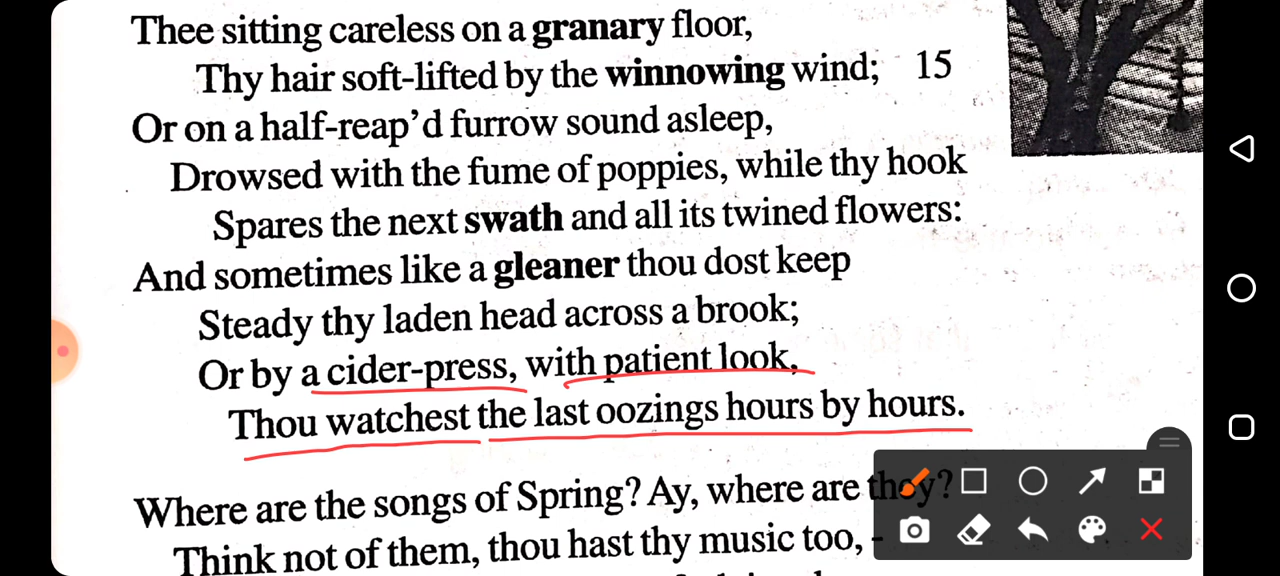 Thee sitting careless on a granary floor,
Thy hair soft-lifted by the winnowing wind; 15
Or on a half-reap'd furrow sound asleep,
Drowsed with the fume of poppies, while thy hook
Spares the next swath and all its twined flowers:
And sometimes like a gleaner thou dost keep
Steady thy laden head across a brook;
Or by a cider-press, with patient look,
Thou watchest the last oozings hours by hours.
Where are the songs of Spring? Ay, where are they?
Think not of them, thou hast thy music too, -